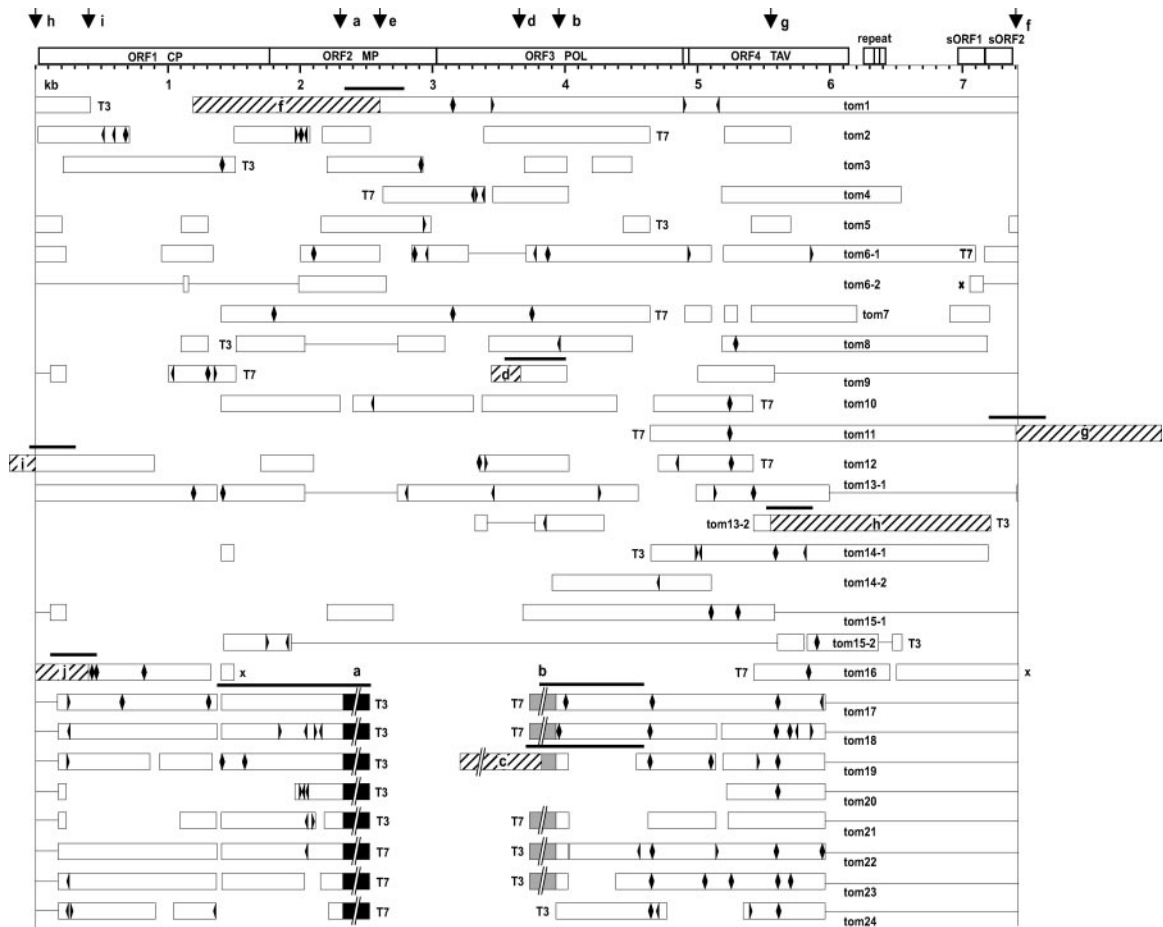 h i a e d b g f
repeat sORF1 sORF2
ORF1 CP ORF2 MP ORF3 POL ORF4 TAV
kb 1 2 3 4 5 6 7
T3 f tom1
T7 tom2
T3 tom3
T7 tom4
T3 tom5
tom6-1 T7
tom6-2 x
T7 tom7
T3 tom8
T7 d tom9
T7 tom10
T7 tom11 g
i T7 tom12
tom13-1
tom13-2 h T3
T3 tom14-1
tom14-2
tom15-1
tom15-2 T3
j x T7 tom16 x
a b
T3 T7 tom17
T3 T7 tom18
T3 c tom19
T3 tom20
T3 T7 tom21
T7 T3 tom22
T7 T3 tom23
T7 T3 tom24